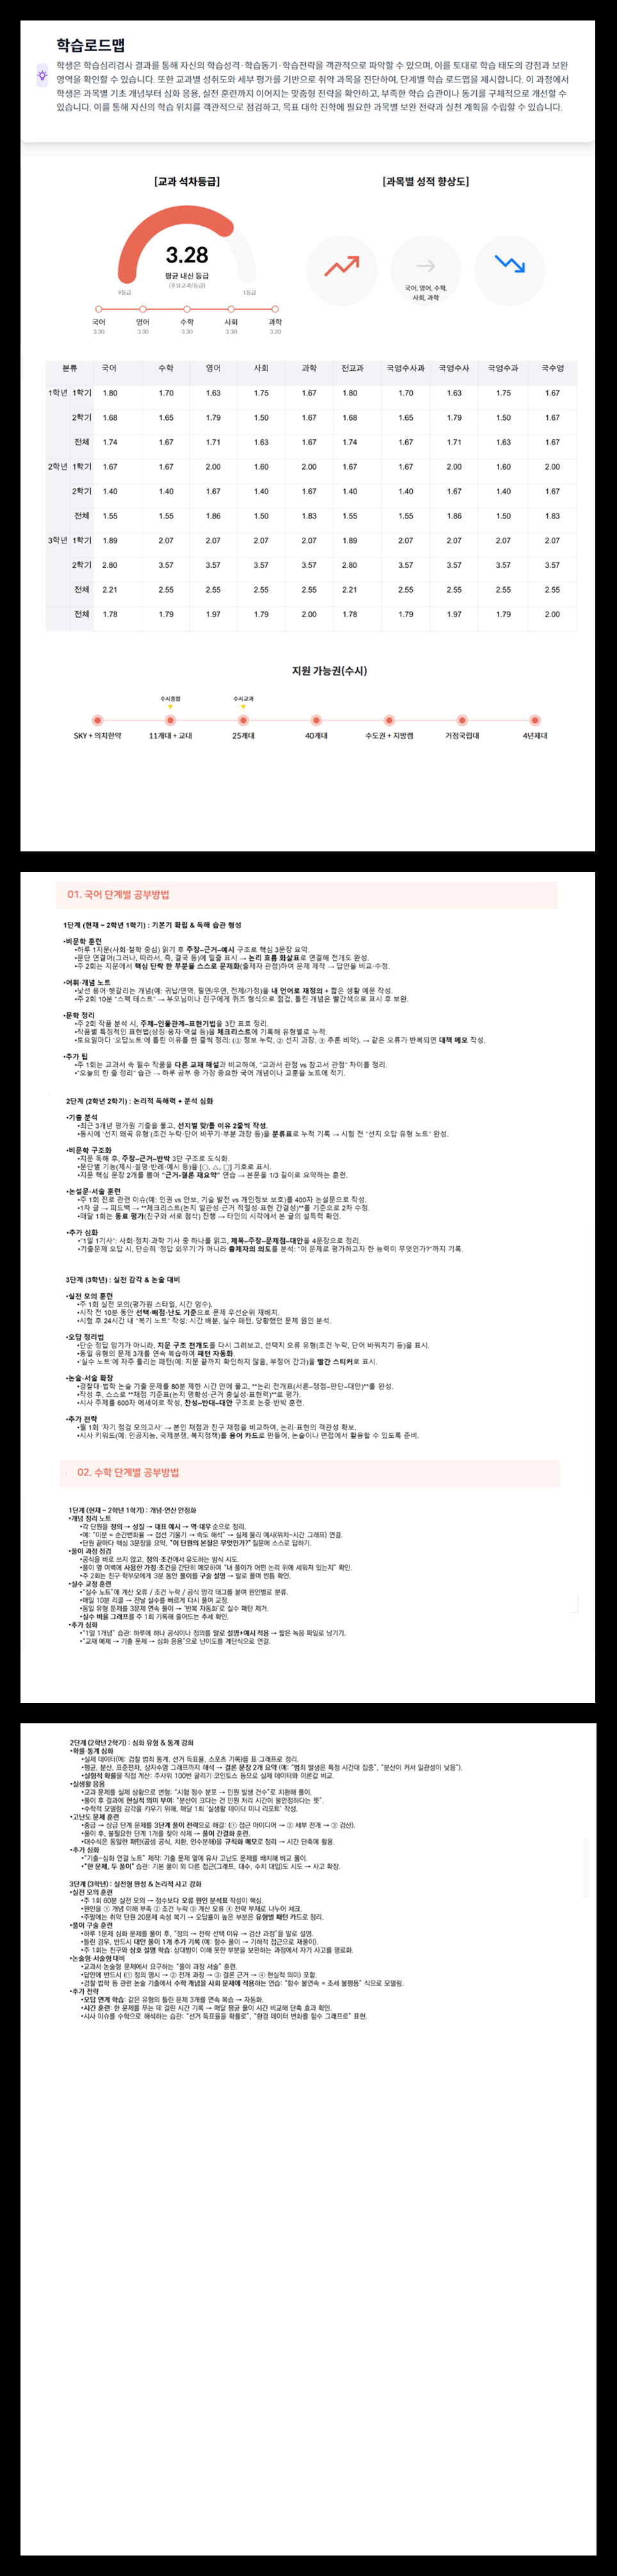 학습로드맵
학생은 학습심리검사 결과를 통해 자신의 학습성격·학습동기·학습전략을 객관적으로 파악할 수 있으며, 이를 토대로 학습 태도의 강점과 보완
영역을 확인할 수 있습니다. 또한 교과별 성취도와 세부 평가를 기반으로 취약 과목을 진단하여, 단계별 학습 로드맵을 제시합니다. 이 과정에서
학생은 과목별 기초 개념부터 심화 응용, 실전 훈련까지 이어지는 맞춤형 전략을 확인하고, 부족한 학습 습관이나 동기를 구체적으로 개선할 수
있습니다. 이를 통해 자신의 학습 위치를 객관적으로 점검하고, 목표 대학 진학에 필요한 과목별 보완 전략과 실천 계획을 수립할 수 있습니다.
[교과 석차등급] [과목별 성적 향상도]
3.28
평균 내신 등급
(주요교과/등급)
9등급 1등급
국어 영어 수학 사회 과학
3.30 3.30 3.30 3.30 3.20
국어, 영어, 수학,
사회, 과학
분류 국어 수학 영어 사회 과학 전교과 국영수사과 국영수사 국영수과 국수영
1학년 1학기 1.80 1.70 1.63 1.75 1.67 1.80 1.70 1.63 1.75 1.67
2학기 1.68 1.65 1.79 1.50 1.67 1.68 1.65 1.79 1.50 1.67
전체 1.74 1.67 1.71 1.63 1.67 1.74 1.67 1.71 1.63 1.67
2학년 1학기 1.67 1.67 2.00 1.60 2.00 1.67 1.67 2.00 1.60 2.00
2학기 1.40 1.40 1.67 1.40 1.67 1.40 1.40 1.67 1.40 1.67
전체 1.55 1.55 1.86 1.50 1.83 1.55 1.55 1.86 1.50 1.83
3학년 1학기 1.89 2.07 2.07 2.07 2.07 1.89 2.07 2.07 2.07 2.07
2학기 2.80 3.57 3.57 3.57 3.57 2.80 3.57 3.57 3.57 3.57
전체 2.21 2.55 2.55 2.55 2.55 2.21 2.55 2.55 2.55 2.55
전체 1.78 1.79 1.97 1.79 2.00 1.78 1.79 1.97 1.79 2.00
지원 가능권(수시)
수시종합 수시교과
SKY + 의치한약 11개대 + 교대 25개대 40개대 수도권 + 지방캠 거점국립대 4년제대
01. 국어 단계별 공부방법
1단계 (현재 ~ 2학년 1학기) : 기본기 확립 & 독해 습관 형성
•비문학 훈련
•하루 1지문(사회·철학 중심) 읽기 후 주장–근거–예시 구조로 핵심 3문장 요약.
•문단 연결어(그러나, 따라서, 즉, 결국 등)에 밑줄 표시 → 논리 흐름 화살표로 연결해 전개도 완성.
•주 2회는 지문에서 핵심 단락 한 부분을 스스로 문제화(출제자 관점)하여 문제 제작 → 답안을 비교·수정.
•어휘·개념 노트
•낯선 용어·헷갈리는 개념(예: 귀납/연역, 필연/우연, 전제/가정)을 내 언어로 재정의 + 짧은 생활 예문 작성.
•주 2회 10분 "스펙 테스트" → 부모님이나 친구에게 퀴즈 형식으로 점검, 틀린 개념은 빨간색으로 표시 후 보완.
•문학 정리
•주 2회 작품 분석 시, 주제–인물관계–표현기법을 3칸 표로 정리.
•작품별 특징적인 표현법(상징·풍자·역설 등)을 체크리스트에 기록해 유형별로 누적.
•토요일마다 '오답노트'에 틀린 이유를 한 줄씩 정리: (① 정보 누락, ② 선지 과장, ③ 추론 비약). → 같은 오류가 반복되면 대책 메모 작성.
•추가 팁
•주 1회는 교과서 속 필수 작품을 다른 교재 해설과 비교하여, "교과서 관점 vs 참고서 관점" 차이를 정리.
•"오늘의 한 줄 정리" 습관 → 하루 공부 중 가장 중요한 국어 개념이나 교훈을 노트에 적기.
2단계 (2학년 2학기) : 논리적 독해력 + 분석 심화
•기출 분석
•최근 3개년 평가원 기출을 풀고, 선지별 맞/틀 이유 2줄씩 작성.
•동시에 '선지 왜곡 유형'(조건 누락·단어 바꾸기·부분 과장 등)을 분류표로 누적 기록 → 시험 전 "선지 오답 유형 노트" 완성.
•비문학 구조화
•지문 독해 후, 주장–근거–반박 3단 구조로 도식화.
•문단별 기능(제시·설명·반례·예시 등)을 [○, △, □] 기호로 표시.
•지문 핵심 문장 2개를 뽑아 "근거-결론 재요약" 연습 → 본문을 1/3 길이로 요약하는 훈련.
•논설문·서술 훈련
•주 1회 진로 관련 이슈(예: 인권 vs 안보, 기술 발전 vs 개인정보 보호)를 400자 논설문으로 작성.
•1차 글 → 피드백 → **체크리스트(논지 일관성·근거 적절성·표현 간결성)**를 기준으로 2차 수정.
•매달 1회는 동료 평가(친구와 서로 첨삭) 진행 → 타인의 시각에서 본 글의 설득력 확인.
•추가 심화
•"1일 1기사": 사회·정치·과학 기사 중 하나를 읽고, 제목–주장–문제점–대안을 4문장으로 정리.
•기출문제 오답 시, 단순히 '정답 외우기'가 아니라 출제자의 의도를 분석: "이 문제로 평가하고자 한 능력이 무엇인가?"까지 기록.
3단계 (3학년) : 실전 감각 & 논술 대비
•실전 모의 훈련
•주 1회 실전 모의(평가원 스타일, 시간 엄수).
•시작 전 10분 동안 선택·배점·난도 기준으로 문제 우선순위 재배치.
•시험 후 24시간 내 "복기 노트" 작성: 시간 배분, 실수 패턴, 당황했던 문제 원인 분석.
•오답 정리법
•단순 정답 암기가 아니라, 지문 구조 전개도를 다시 그려보고, 선택지 오류 유형(조건 누락, 단어 바꿔치기 등)을 표시.
•동일 유형의 문제 3개를 연속 복습하여 패턴 자동화.
•'실수 노트'에 자주 틀리는 패턴(예: 지문 끝까지 확인하지 않음, 부정어 간과)을 빨간 스티커로 표시.
•논술·서술 확장
•경찰대·법학 논술 기출 문제를 80분 제한 시간 안에 풀고, **논리 전개표(서론–쟁점–판단–대안)**를 완성.
•작성 후, 스스로 **채점 기준표(논지 명확성·근거 충실성·표현력)**로 평가.
•시사 주제를 600자 에세이로 작성, 찬성–반대–대안 구조로 논증·반박 훈련.
•추가 전략
•월 1회 '자기 점검 모의고사' → 본인 채점과 친구 채점을 비교하여, 논리·표현의 객관성 확보.
•시사 키워드(예: 인공지능, 국제분쟁, 복지정책)를 용어 카드로 만들어, 논술이나 면접에서 활용할 수 있도록 준비.
02. 수학 단계별 공부방법
1단계 (현재 ~ 2학년 1학기) : 개념·연산 안정화
•개념 정리 노트
•각 단원을 정의 → 성질 → 대표 예시 → 역·대우 순으로 정리.
•예: "미분 = 순간변화율 → 접선 기울기 → 속도 해석" → 실제 물리 예시(위치–시간 그래프) 연결.
•단원 끝마다 핵심 3문장을 요약, "이 단원의 본질은 무엇인가?" 질문에 스스로 답하기.
•풀이 과정 점검
•공식을 바로 쓰지 않고, 정의·조건에서 유도하는 방식 시도.
•풀이 옆 여백에 사용한 가정·조건을 간단히 메모하며 "내 풀이가 어떤 논리 위에 세워져 있는지" 확인.
•주 2회는 친구·학부모에게 3분 동안 풀이를 구술 설명 → 말로 풀며 빈틈 확인.
•실수 교정 훈련
•"실수 노트"에 계산 오류 / 조건 누락 / 공식 망각 태그를 붙여 원인별로 분류.
•매일 10분 리콜 → 전날 실수를 빠르게 다시 풀며 교정.
•동일 유형 문제를 3문제 연속 풀이 → '반복 자동화'로 실수 패턴 제거.
•실수 비율 그래프를 주 1회 기록해 줄어드는 추세 확인.
•추가 심화
•"1일 1개념" 습관: 하루에 하나 공식이나 정의를 말로 설명+예시 적용 → 짧은 녹음 파일로 남기기.
•"교재 예제 → 기출 문제 → 심화 응용"으로 난이도를 계단식으로 연결.
2단계 (2학년 2학기) : 심화 유형 & 통계 강화
•확률·통계 심화
•실제 데이터(예: 검찰 범죄 통계, 선거 득표율, 스포츠 기록)를 표·그래프로 정리.
•평균, 분산, 표준편차, 상자수염 그래프까지 해석 → 결론 문장 2개 요약 (예: "범죄 발생은 특정 시간대 집중", "분산이 커서 일관성이 낮음").
•실험적 확률을 직접 계산: 주사위 100번 굴리기·코인토스 등으로 실제 데이터와 이론값 비교.
•실생활 응용
•교과 문제를 실제 상황으로 변형: "시험 점수 분포 → 민원 발생 건수"로 치환해 풀이.
•풀이 후 결과에 현실적 의미 부여: "분산이 크다는 건 민원 처리 시간이 불안정하다는 뜻".
•수학적 모델링 감각을 키우기 위해, 매달 1회 '실생활 데이터 미니 리포트' 작성.
•고난도 문제 훈련
•중급 → 상급 단계 문제를 3단계 풀이 전략으로 해결: (① 접근 아이디어 → ② 세부 전개 → ③ 검산).
•풀이 후, 불필요한 단계 1개를 찾아 삭제 → 풀이 간결화 훈련.
•대수식은 동일한 패턴(곱셈 공식, 치환, 인수분해)을 규칙화 메모로 정리 → 시간 단축에 활용.
•추가 심화
•"기출–심화 연결 노트" 제작: 기출 문제 옆에 유사 고난도 문제를 배치해 비교 풀이.
•"한 문제, 두 풀이" 습관: 기본 풀이 외 다른 접근(그래프, 대수, 수치 대입)도 시도 → 사고 확장.
3단계 (3학년) : 실전형 완성 & 논리적 사고 강화
•실전 모의 훈련
•주 1회 60분 실전 모의 → 점수보다 오류 원인 분석표 작성이 핵심.
•원인을 ① 개념 이해 부족 ② 조건 누락 ③ 계산 오류 ④ 전략 부재로 나누어 체크.
•주말에는 취약 단원 20문제 속성 복기 → 오답률이 높은 부분은 유형별 패턴 카드로 정리.
•풀이 구술 훈련
•하루 1문제 심화 문제를 풀이 후, "정의 → 전략 선택 이유 → 검산 과정"을 말로 설명.
•틀린 경우, 반드시 대안 풀이 1개 추가 기록 (예: 함수 풀이 → 기하적 접근으로 재풀이).
•주 1회는 친구와 상호 설명 학습: 상대방이 이해 못한 부분을 보완하는 과정에서 자기 사고를 명료화.
•논술형·서술형 대비
•교과서·논술형 문제에서 요구하는 "풀이 과정 서술" 훈련.
•답안에 반드시 (① 정의 명시 → ② 전개 과정 → ③ 결론 근거 → ④ 현실적 의미) 포함.
•경찰·법학 등 관련 논술 기출에서 수학 개념을 사회 문제에 적용하는 연습: "함수 불연속 = 조세 불평등" 식으로 모델링.
•추가 전략
•오답 연계 학습: 같은 유형의 틀린 문제 3개를 연속 복습 → 자동화.
•시간 훈련: 한 문제를 푸는 데 걸린 시간 기록 → 매달 평균 풀이 시간 비교해 단축 효과 확인.
•시사 이슈를 수학으로 해석하는 습관: "선거 득표율을 확률로", "환경 데이터 변화를 함수 그래프로" 표현.